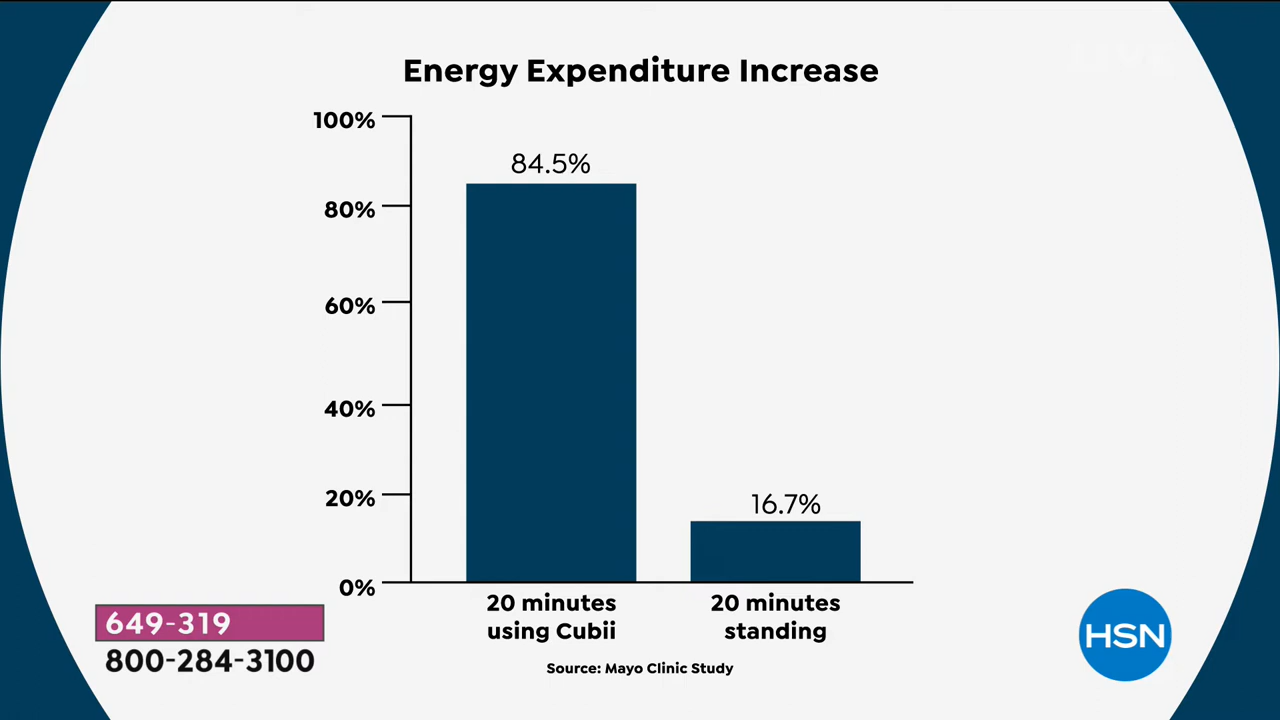 Energy Expenditure Increase
100%
84.5%
80%
60%
40%
20%
16.7%
0%
20 minutes
using Cubii
20 minutes
standing
Source: Mayo Clinic Study
649-319
800-284-3100
HSN